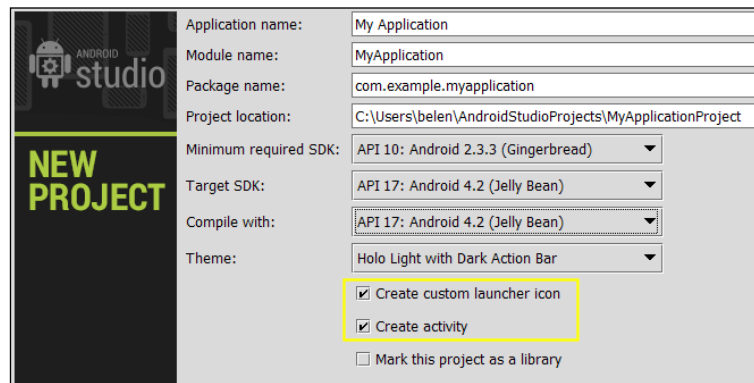 ANDROID
studio
NEW
PROJECT
Application name: My Application
Module name: MyApplication
Package name: com.example.myapplication
Project location: C:\Users\belen\AndroidStudioProjects\MyApplicationProject
Minimum required SDK: API 10: Android 2.3.3 (Gingerbread)
Target SDK: API 17: Android 4.2 (Jelly Bean)
Compile with: API 17: Android 4.2 (Jelly Bean)
Theme: Holo Light with Dark Action Bar
Create custom launcher icon
Create activity
Mark this project as a library